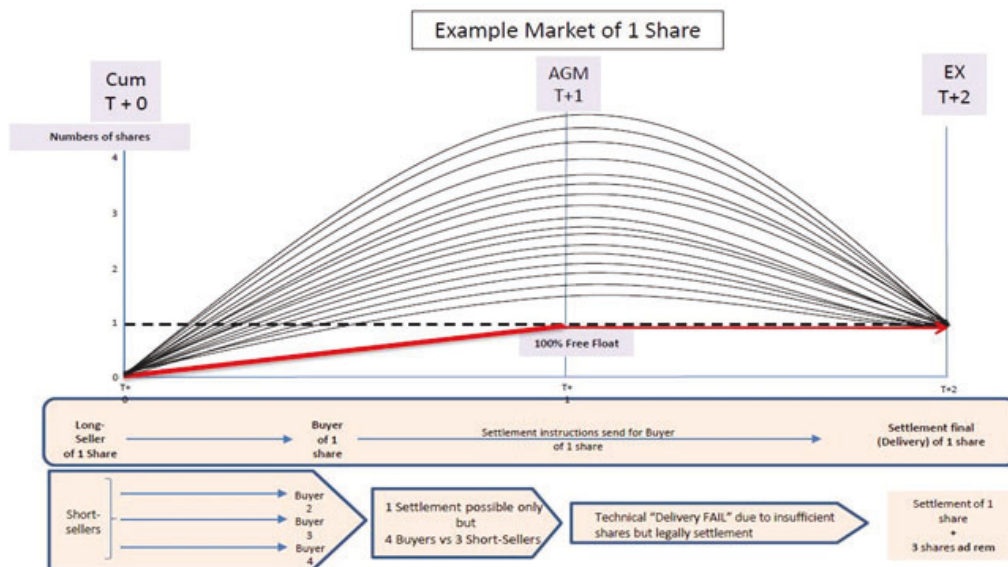 Example Market of 1 Share
Cum
T + 0
AGM
T+1
EX
T+2
Numbers of shares
4
3
2
1
0
100% Free Float
T+
0
T+
1
T+2
Long-
Seller
of 1 Share
Buyer
of 1
share
Settlement instructions send for Buyer
of 1 share
Settlement final
(Delivery) of 1 share
Short-
sellers
Buyer
2
Buyer
3
Buyer
4
1 Settlement possible only
but
4 Buyers vs 3 Short-Sellers
Technical “Delivery FAIL” due to insufficient
shares but legally settlement
Settlement of 1
share
+
3 shares ad rem